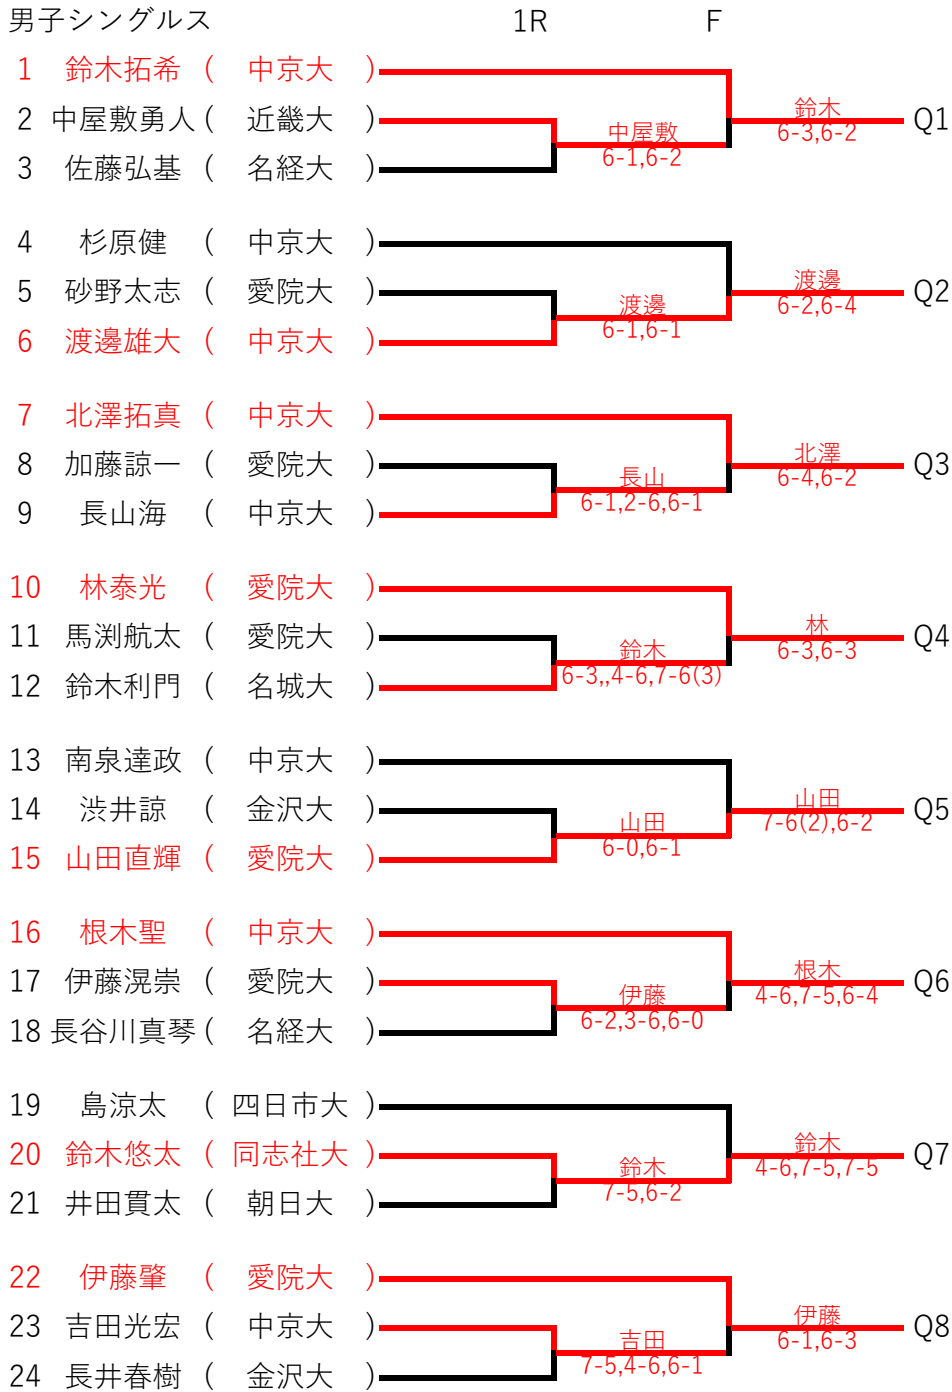 男子シングルス 1R F
1 鈴木拓希 ( 中京大 )
鈴木
6-3,6-2
Q1
2 中屋敷勇人 ( 近畿大 )
中屋敷
6-1,6-2
3 佐藤弘基 ( 名経大 )
4 杉原健 ( 中京大 )
渡邊
6-2,6-4
Q2
5 砂野太志 ( 愛院大 )
渡邊
6-1,6-1
6 渡邊雄大 ( 中京大 )
7 北澤拓真 ( 中京大 )
北澤
6-4,6-2
Q3
8 加藤諒一 ( 愛院大 )
長山
6-1,2-6,6-1
9 長山海 ( 中京大 )
10 林泰光 ( 愛院大 )
林
6-3,6-3
Q4
11 馬渕航太 ( 愛院大 )
鈴木
6-3,,4-6,7-6(3)
12 鈴木利門 ( 名城大 )
13 南泉達政 ( 中京大 )
山田
7-6(2),6-2
Q5
14 渋井諒 ( 金沢大 )
山田
6-0,6-1
15 山田直輝 ( 愛院大 )
16 根木聖 ( 中京大 )
根木
4-6,7-5,6-4
Q6
17 伊藤滉崇 ( 愛院大 )
伊藤
6-2,3-6,6-0
18 長谷川真琴 ( 名経大 )
19 島涼太 ( 四日市大 )
鈴木
4-6,7-5,7-5
Q7
20 鈴木悠太 ( 同志社大 )
鈴木
7-5,6-2
21 井田貫太 ( 朝日大 )
22 伊藤肇 ( 愛院大 )
伊藤
6-1,6-3
Q8
23 吉田光宏 ( 中京大 )
吉田
7-5,4-6,6-1
24 長井春樹 ( 金沢大 )